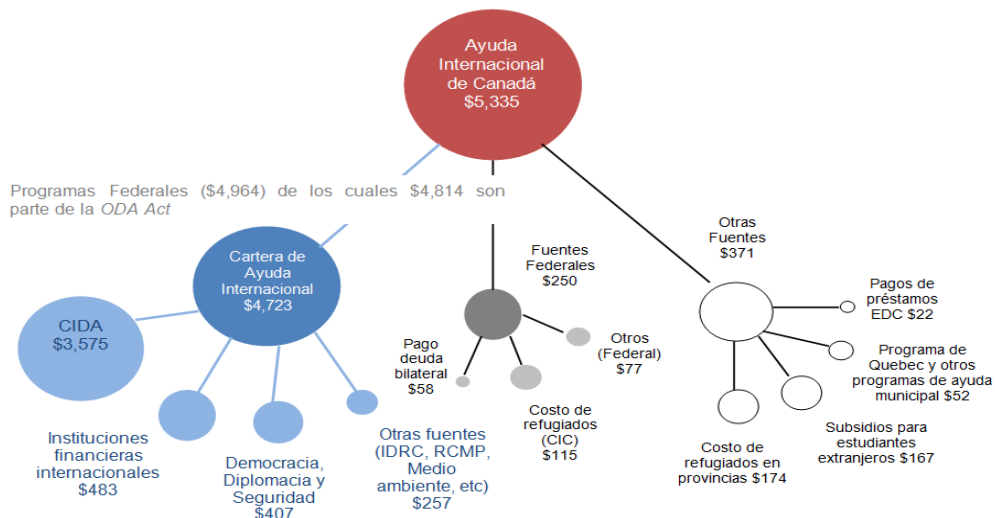 Ayuda
Internacional
de Canadá
$5,335
Programas Federales ($4,964) de los cuales $4,814 son
parte de la ODA Act
Cartera de
Ayuda
Internacional
$4,723
CIDA
$3,575
Instituciones
financieras
internacionales
$483
Democracia,
Diplomacia y
Seguridad
$407
Otras fuentes
(IDRC, RCMP,
Medio
ambiente, etc)
$257
Fuentes
Federales
$250
Pago
deuda
bilateral
$58
Costo de
refugiados
(CIC)
$115
Otros
(Federal)
$77
Otras
Fuentes
$371
Pagos de
préstamos
EDC $22
Programa de
Quebec y otros
programas de ayuda
municipal $52
Subsidios para
estudiantes
extranjeros $167
Costo de
refugiados en
provincias $174